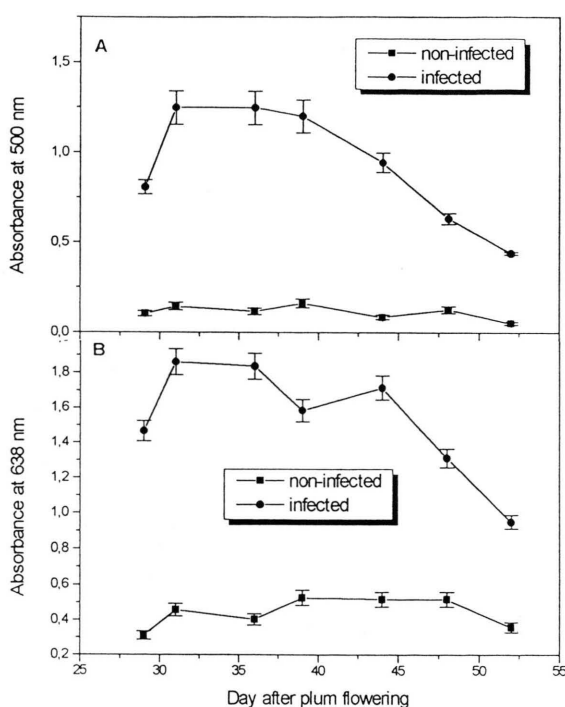 A
non-infected
infected
Absorbance at 500 nm
1,5
1,0
0,5
0,0
B
non-infected
infected
Absorbance at 638 nm
1,8
1,6
1,4
1,2
1,0
0,8
0,6
0,4
0,2
25 30 35 40 45 50 55
Day after plum flowering